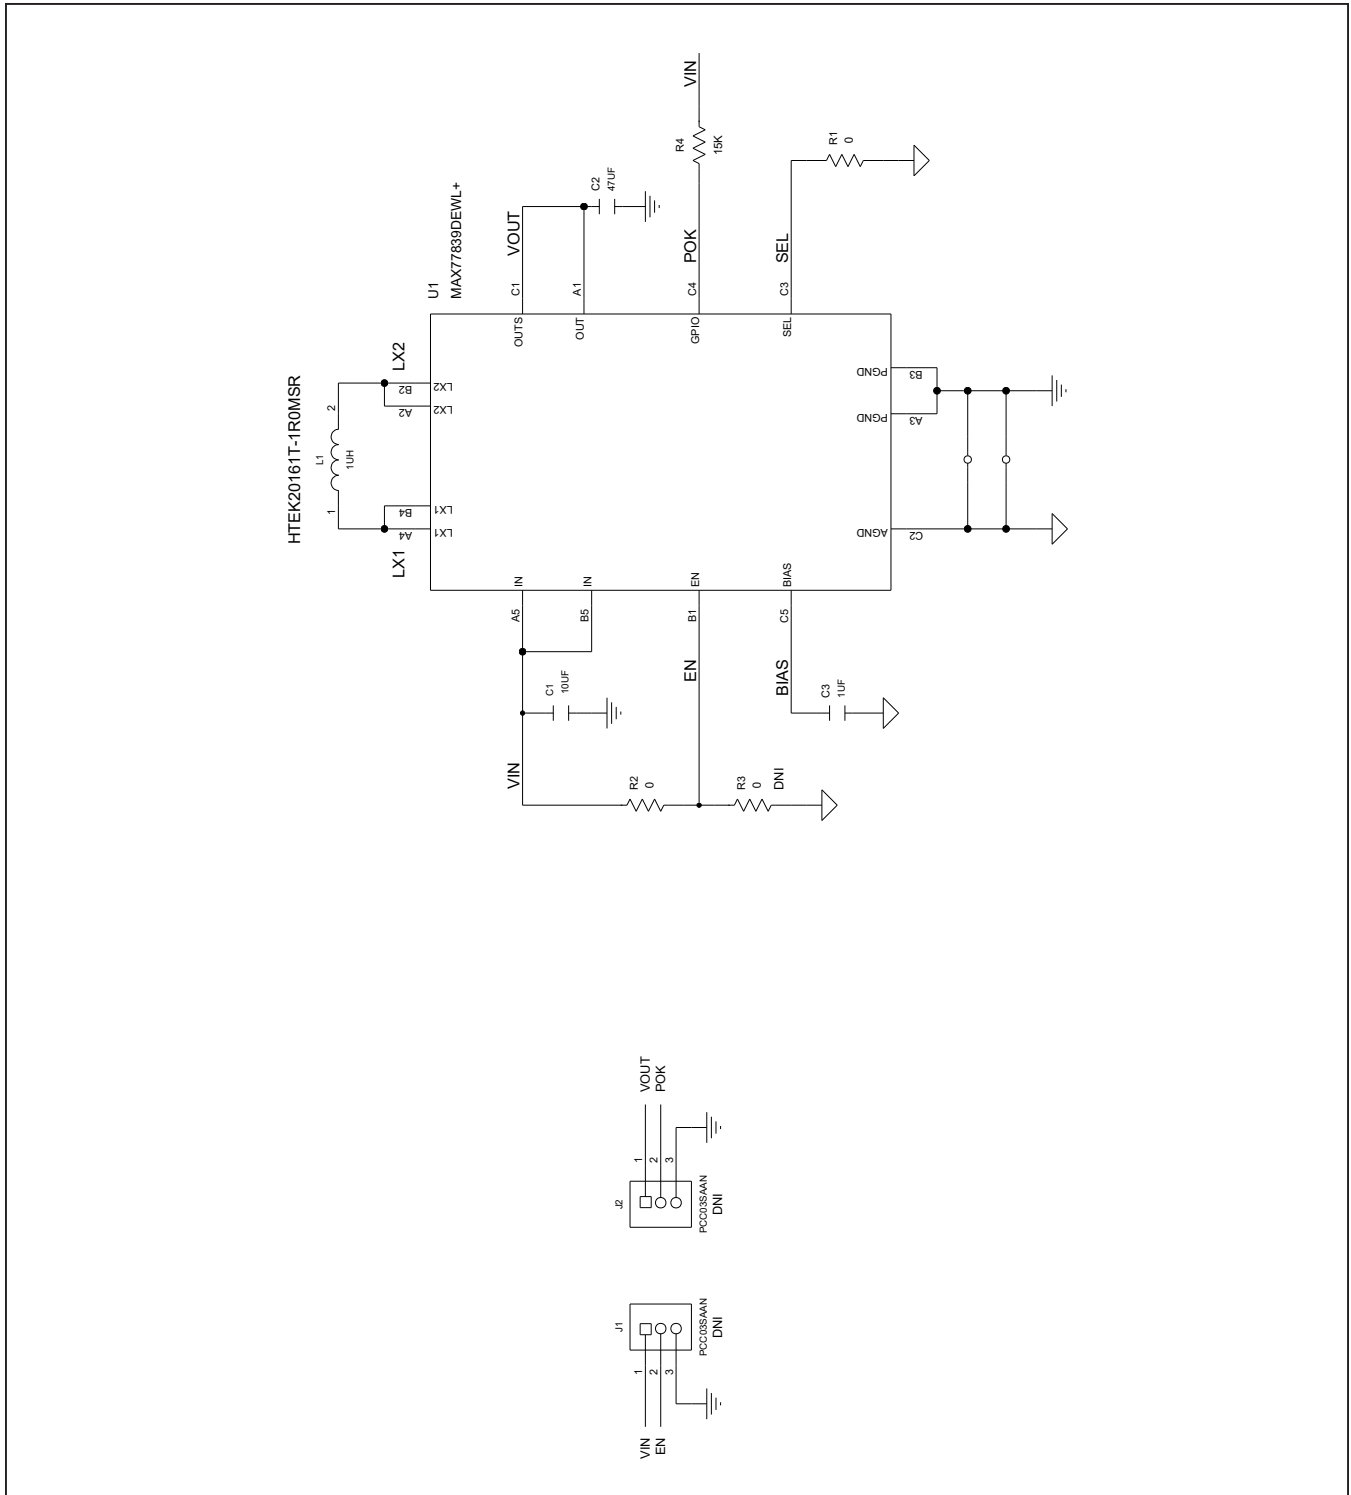 HTEK20161T-1R0MSR
L1
1UH
1
2
LX1
LX2
A4
B4
A2
B2
LX1
LX1
LX2
LX2
U1
MAX77839DEWL+
VIN
C1
10UF
A5
IN
B5
IN
OUTS
C1
VOUT
OUT
A1
C2
47UF
R2
0
EN
B1
EN
GPIO
C4
POK
R4
15K
VIN
R3
0
DNI
BIAS
C5
BIAS
C3
1UF
SEL
C3
SEL
R1
0
AGND
C2
PGND
A3
PGND
B3
J1
VIN
1
EN
2
3
PCC03SAAN
DNI
J2
1
VOUT
2
POK
3
PCC03SAAN
DNI